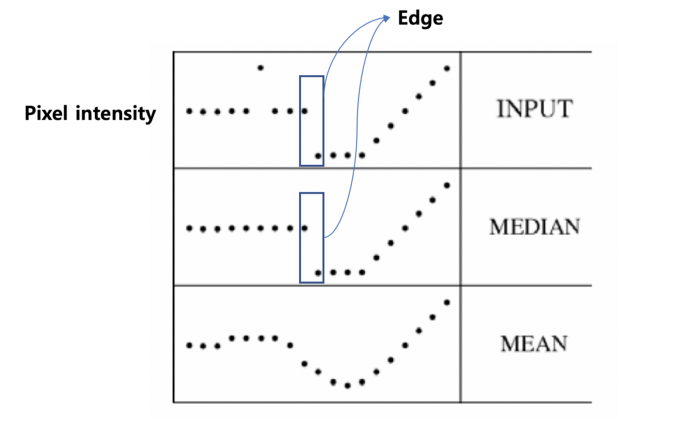 Edge
Pixel intensity
INPUT
MEDIAN
MEAN